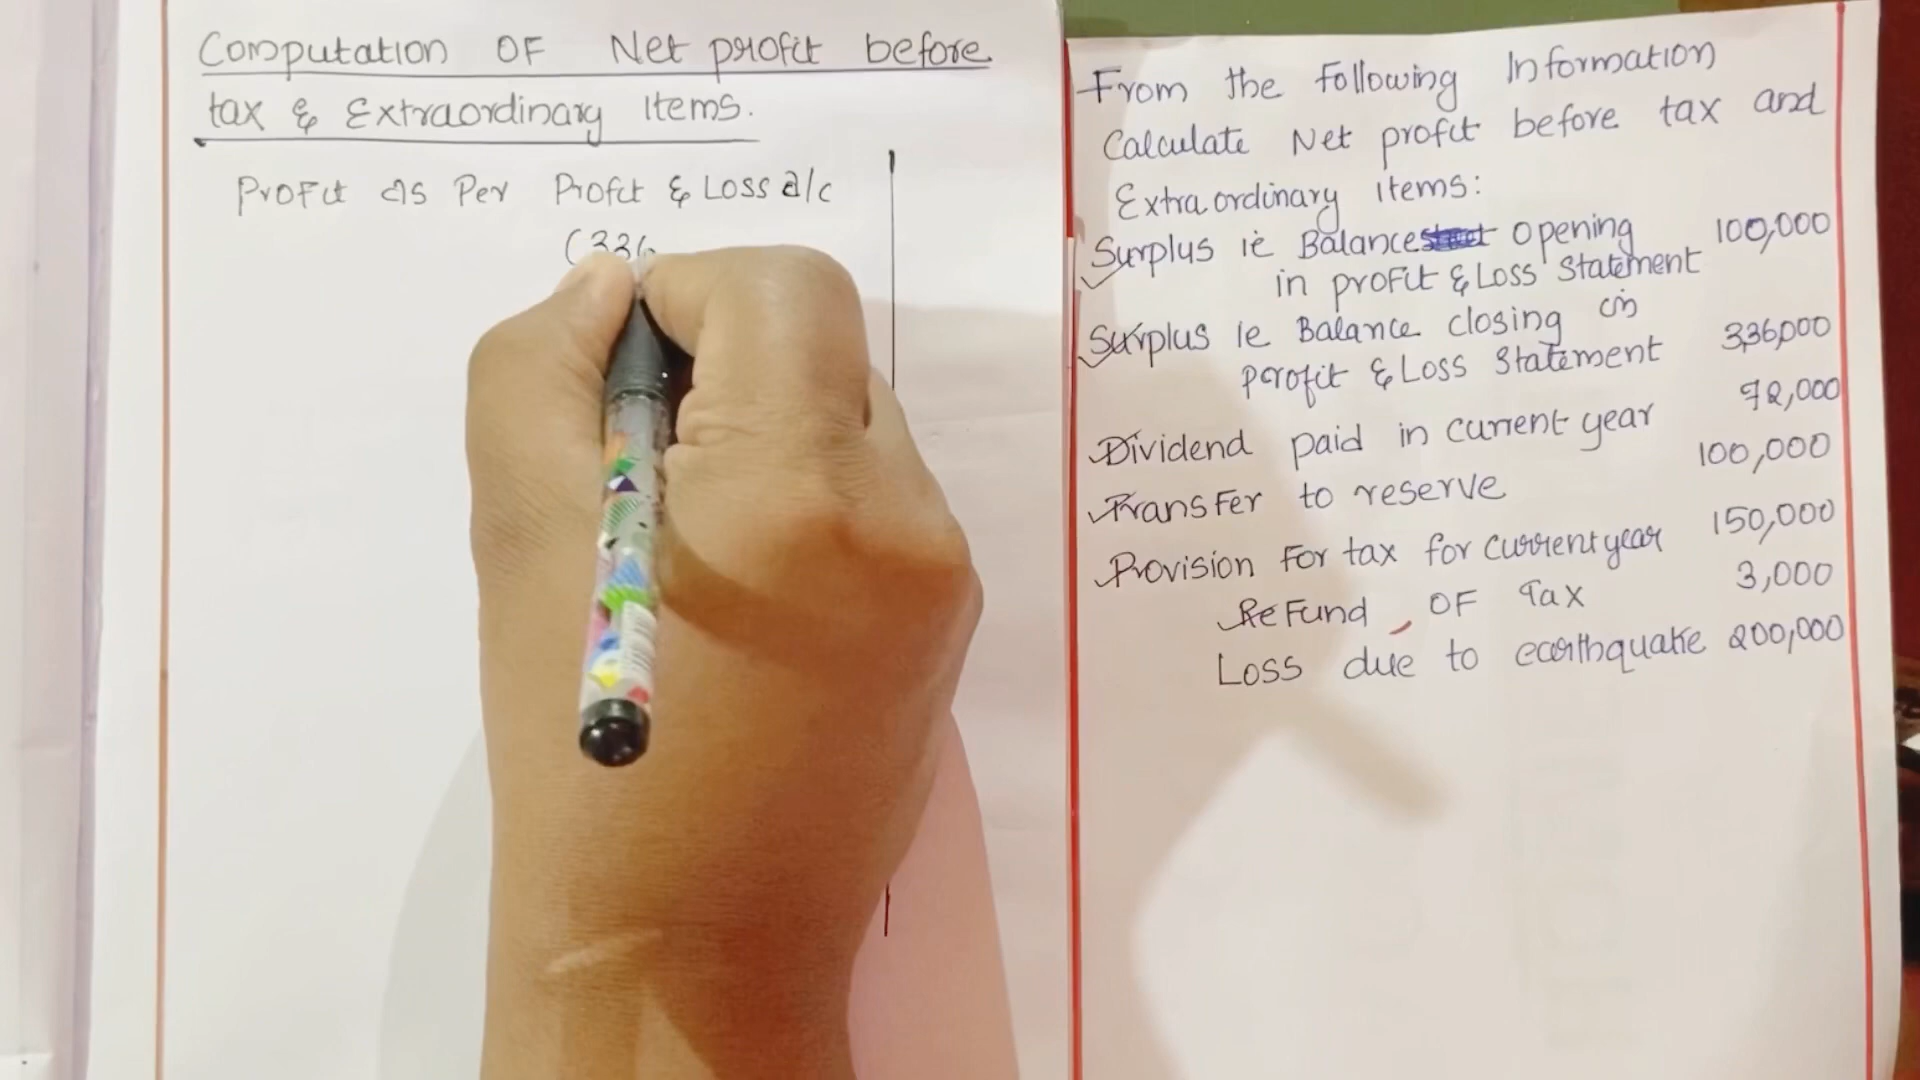 Computation OF Net profit before
tax & Extraordinary Items.
Profit as Per Profit & Loss a/c
(336
From the following Information
Calculate Net profit before tax and
Extraordinary items:
Surplus ie Balance opening 100,000
in profit & Loss Statement
Surplus ie Balance closing in
profit & Loss Statement 3,36,000
Dividend paid in current year 72,000
Transfer to reserve 100,000
Provision For tax for current year 150,000
Refund OF Tax 3,000
Loss due to earthquake 200,000